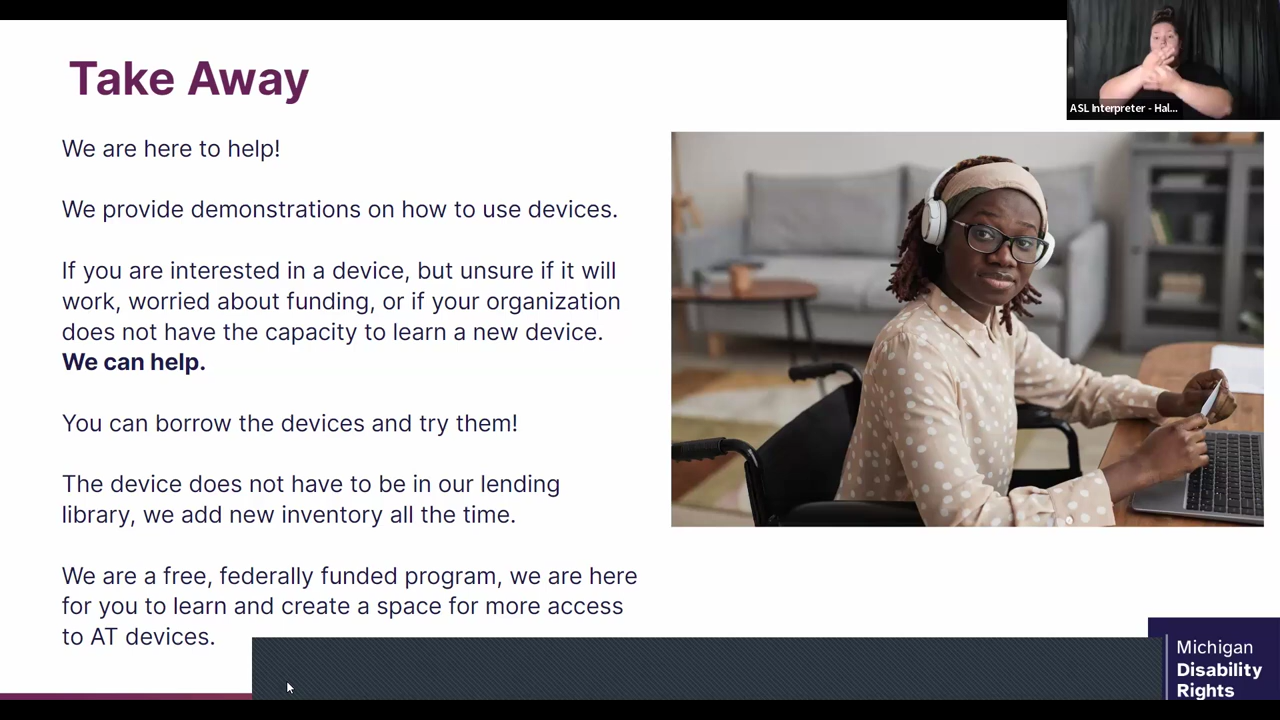 Take Away
ASL Interpreter - Hal...
We are here to help!
We provide demonstrations on how to use devices.
If you are interested in a device, but unsure if it will
work, worried about funding, or if your organization
does not have the capacity to learn a new device.
We can help.
You can borrow the devices and try them!
The device does not have to be in our lending
library, we add new inventory all the time.
We are a free, federally funded program, we are here
for you to learn and create a space for more access
to AT devices.
Michigan
Disability
Rights